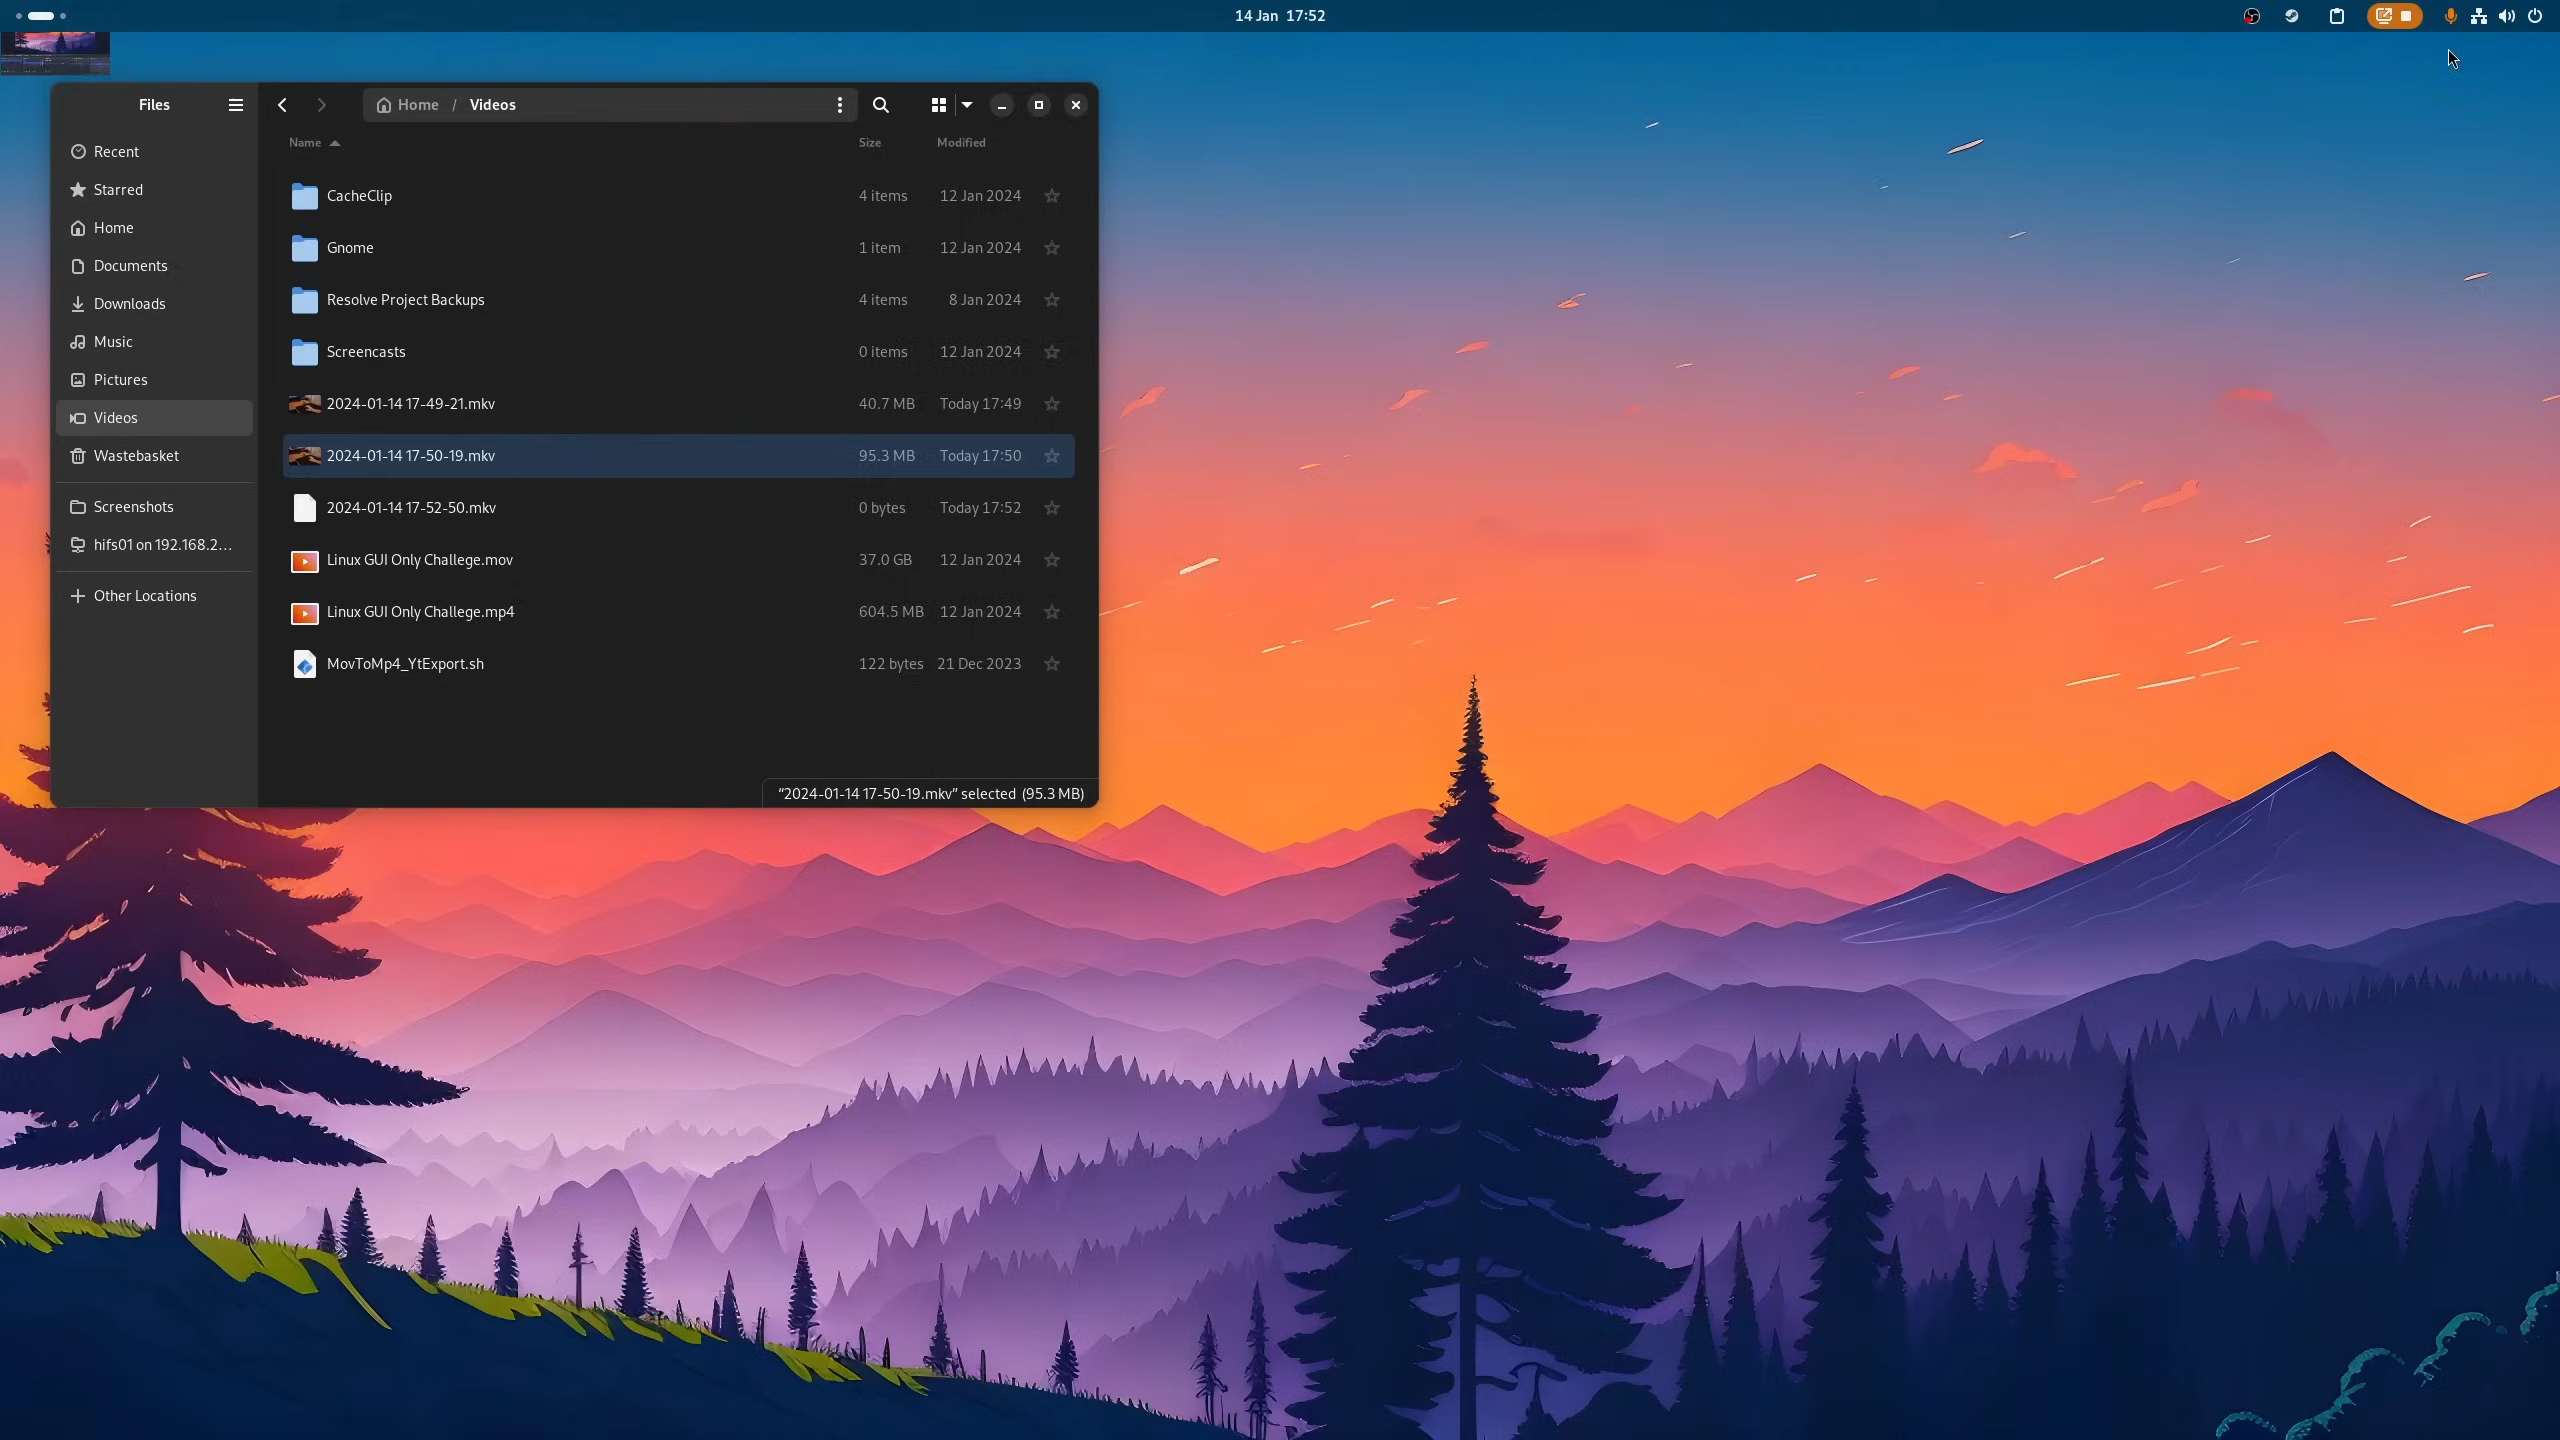 14 Jan 17:52
Files
Home / Videos
Recent
Starred
Home
Documents
Downloads
Music
Pictures
Videos
Wastebasket
Screenshots
hifs01 on 192.168.2...
Other Locations
Name Size Modified
CacheClip 4 items 12 Jan 2024
Gnome 1 item 12 Jan 2024
Resolve Project Backups 4 items 8 Jan 2024
Screencasts 0 items 12 Jan 2024
2024-01-14 17-49-21.mkv 40.7 MB Today 17:49
2024-01-14 17-50-19.mkv 95.3 MB Today 17:50
2024-01-14 17-52-50.mkv 0 bytes Today 17:52
Linux GUI Only Challege.mov 37.0 GB 12 Jan 2024
Linux GUI Only Challege.mp4 604.5 MB 12 Jan 2024
MovToMp4_YtExport.sh 122 bytes 21 Dec 2023
“2024-01-14 17-50-19.mkv” selected (95.3 MB)